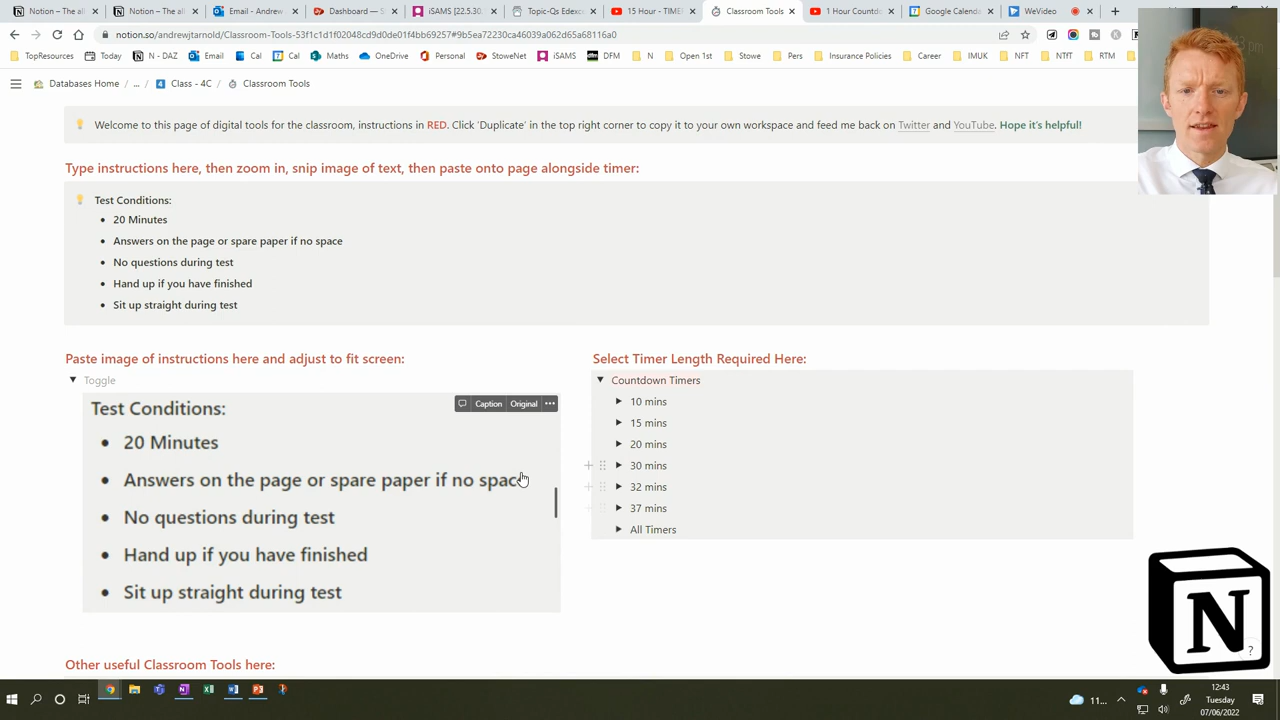 Notion – The all
Notion – The all
Email - Andrew
Dashboard — S
iSAMS [22.5.30.
Topic-Qs Edexce
15 Hour - TIMER
Classroom Tools
1 Hour Countdo
Google Calenda
WeVideo
notion.so/andrewjtarnold/Classroom-Tools-53f1c1d1f02048cd9d0de01f4bb69257#9b5ea72230ca46039a062d65a68116a0
TopResources
Today
N - DAZ
Email
Cal
Cal
Maths
OneDrive
Personal
StoweNet
iSAMS
DFM
N
Open 1st
Stowe
Pers
Insurance Policies
Career
IMUK
NFT
NTfT
RTM
Databases Home / ... / 4 Class - 4C / Classroom Tools
Welcome to this page of digital tools for the classroom, instructions in RED. Click 'Duplicate' in the top right corner to copy it to your own workspace and feed me back on Twitter and YouTube. Hope it's helpful!
Type instructions here, then zoom in, snip image of text, then paste onto page alongside timer:
Test Conditions:
• 20 Minutes
• Answers on the page or spare paper if no space
• No questions during test
• Hand up if you have finished
• Sit up straight during test
Paste image of instructions here and adjust to fit screen:
Toggle
Caption Original
Test Conditions:
• 20 Minutes
• Answers on the page or spare paper if no space
• No questions during test
• Hand up if you have finished
• Sit up straight during test
Select Timer Length Required Here:
Countdown Timers
10 mins
15 mins
20 mins
30 mins
32 mins
37 mins
All Timers
Other useful Classroom Tools here:
N
?
11...
12:43
Tuesday
07/06/2022